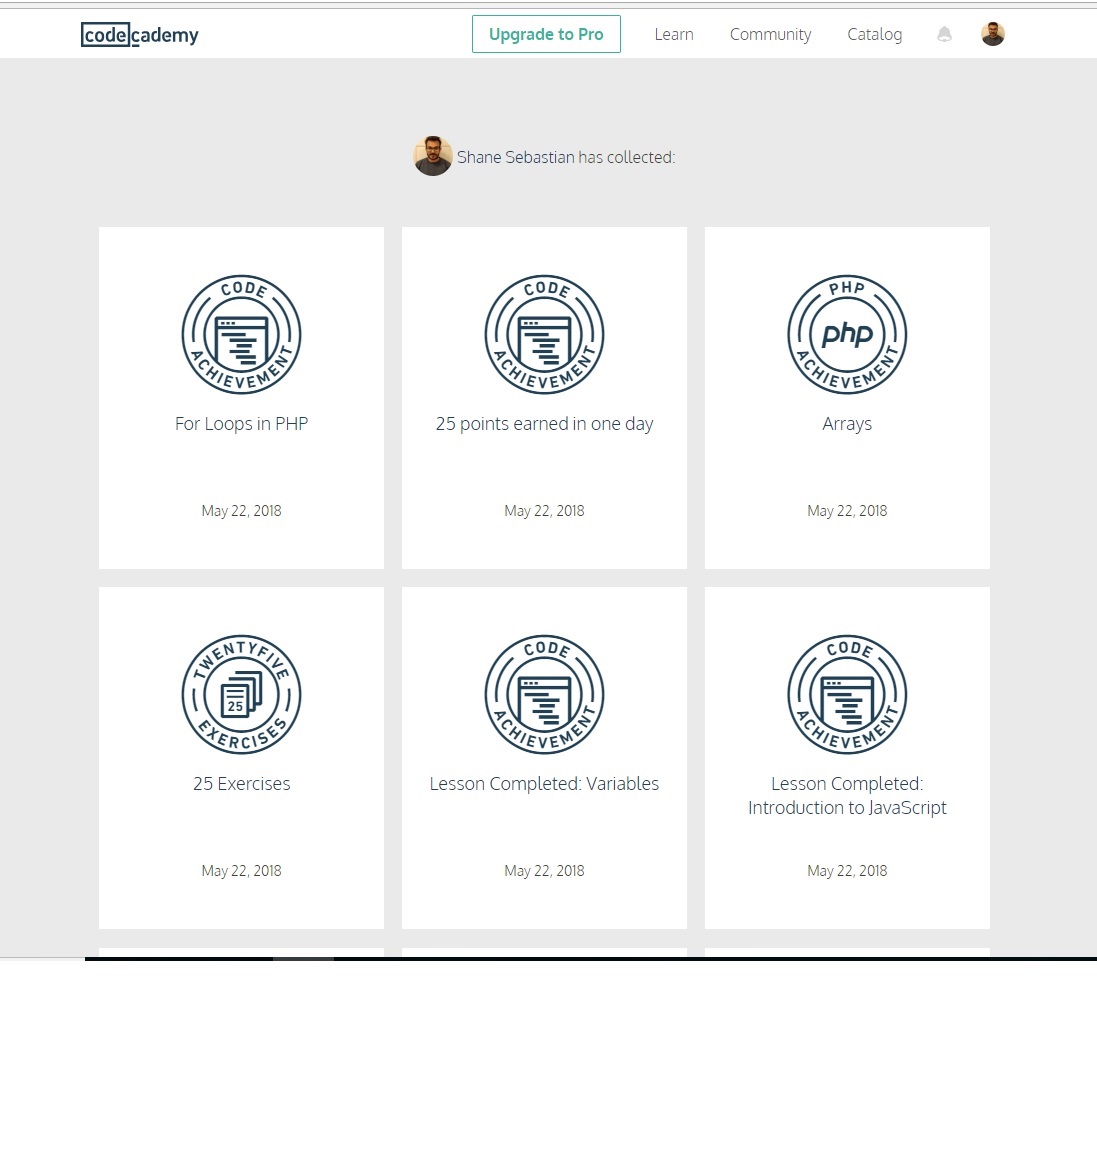 codecademy
Upgrade to Pro
Learn
Community
Catalog
Shane Sebastian has collected:
CODE
ACHIEVEMENT
For Loops in PHP
May 22, 2018
CODE
ACHIEVEMENT
25 points earned in one day
May 22, 2018
PHP
php
ACHIEVEMENT
Arrays
May 22, 2018
TWENTYFIVE
25
EXERCISES
25 Exercises
May 22, 2018
CODE
ACHIEVEMENT
Lesson Completed: Variables
May 22, 2018
CODE
ACHIEVEMENT
Lesson Completed:
Introduction to JavaScript
May 22, 2018